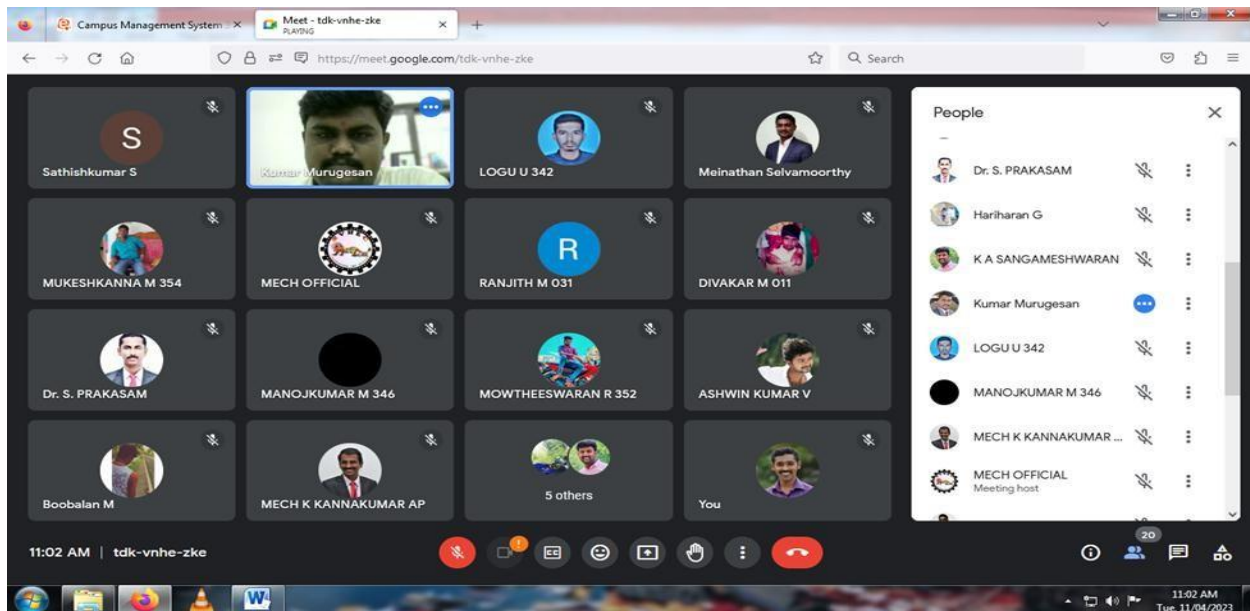 Campus Management System :
Meet - tdk-vnhe-zke
PLAYING
https://meet.google.com/tdk-vnhe-zke
Search
S
Sathishkumar S
Kumar Murugesan
LOGU U 342
Meinathan Selvamoorthy
MUKESHKANNA M 354
MECH OFFICIAL
R
RANJITH M 031
DIVAKAR M 011
Dr. S. PRAKASAM
MANOJKUMAR M 346
MOWTHEESWARAN R 352
ASHWIN KUMAR V
Boobalan M
MECH K KANNAKUMAR AP
5 others
You
People
Dr. S. PRAKASAM
Hariharan G
K A SANGAMESHWARAN
Kumar Murugesan
LOGU U 342
MANOJKUMAR M 346
MECH K KANNAKUMAR ...
MECH OFFICIAL
Meeting host
11:02 AM | tdk-vnhe-zke
CC
20
W
11:02 AM
Tue 11/04/2023